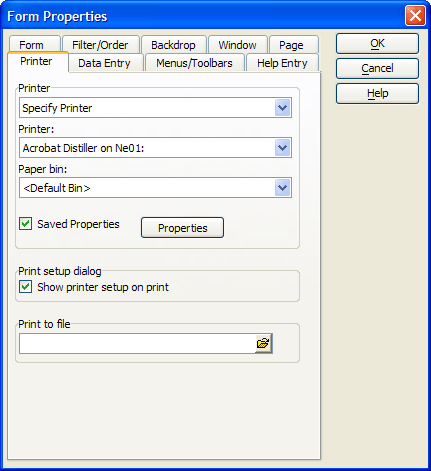 Form Properties
Form Filter/Order Backdrop Window Page
Printer Data Entry Menus/Toolbars Help Entry
OK
Cancel
Help
Printer
Specify Printer
Printer:
Acrobat Distiller on Ne01:
Paper bin:
<Default Bin>
Saved Properties
Properties
Print setup dialog
Show printer setup on print
Print to file